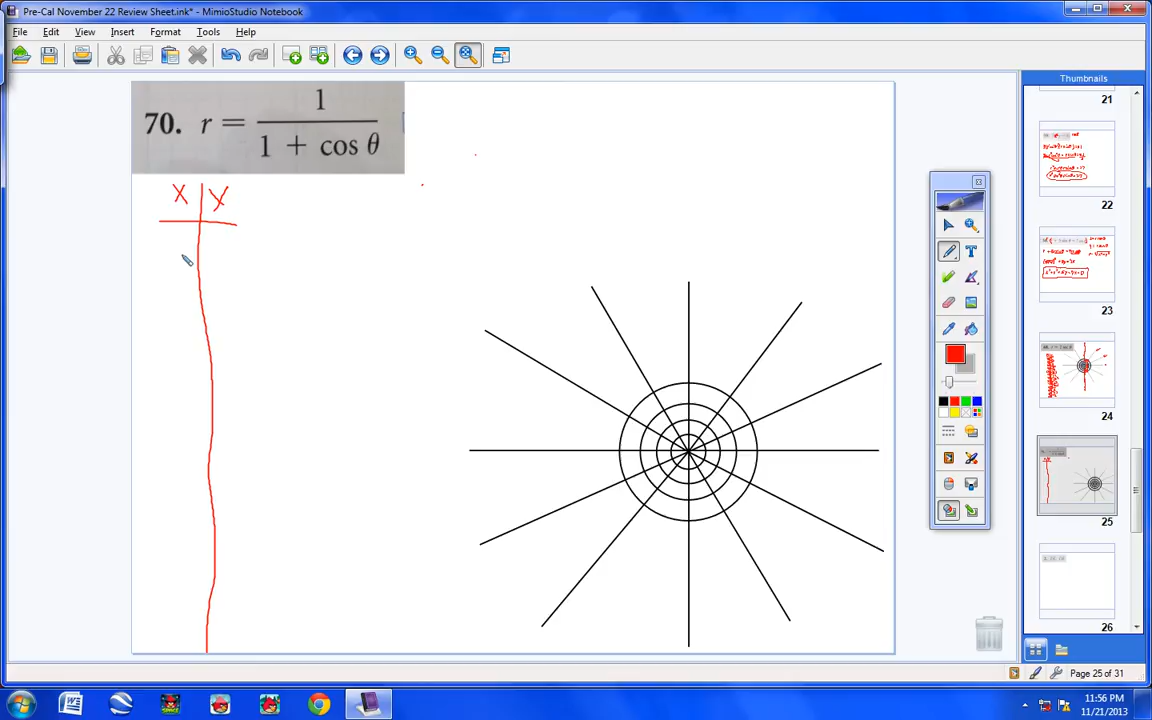 Pre-Cal November 22 Review Sheet.ink* - MimioStudio Notebook
File Edit View Insert Format Tools Help
Thumbnails
21
22
23
24
25
26
70. r = 1 / 1 + cos θ
X Y
T
Page 25 of 31
11:56 PM
11/21/2013